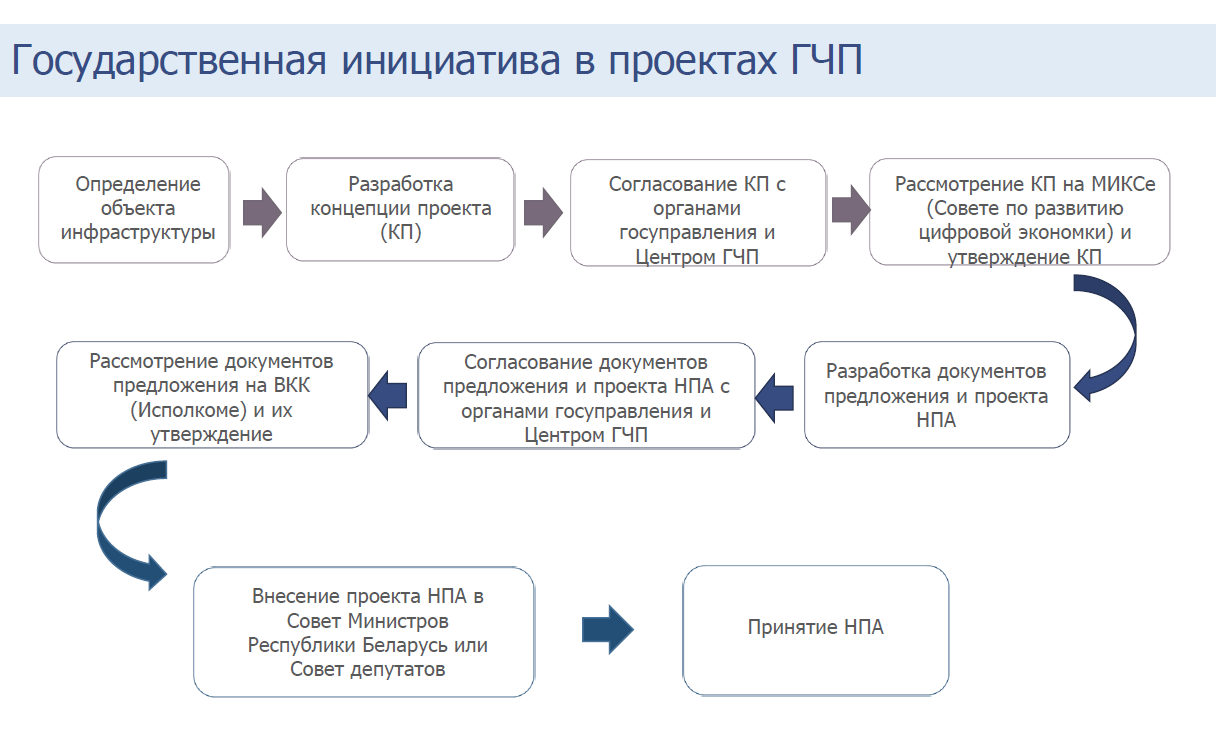 Государственная инициатива в проектах ГЧП
Определение
объекта
инфраструктуры
Разработка
концепции проекта
(КП)
Согласование КП с
органами
госуправления и
Центром ГЧП
Рассмотрение КП на МИКСе
(Совете по развитию
цифровой экономки) и
утверждение КП
Разработка документов
предложения и проекта
НПА
Согласование документов
предложения и проекта НПА с
органами госуправления и
Центром ГЧП
Рассмотрение документов
предложения на ВКК
(Исполкоме) и их
утверждение
Внесение проекта НПА в
Совет Министров
Республики Беларусь или
Совет депутатов
Принятие НПА